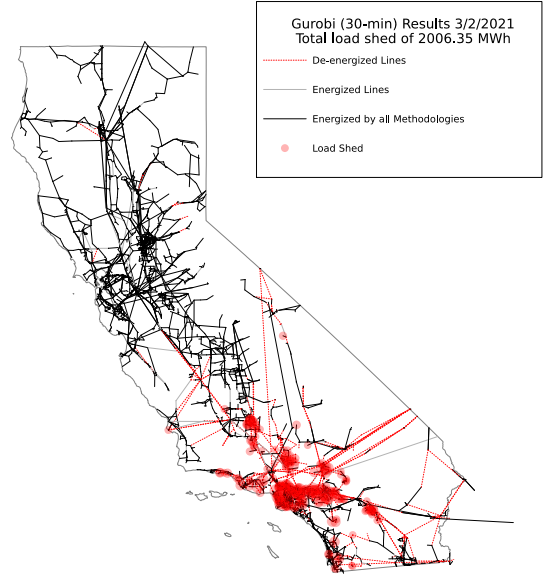 Gurobi (30-min) Results 3/2/2021
Total load shed of 2006.35 MWh
De-energized Lines
Energized Lines
Energized by all Methodologies
Load Shed